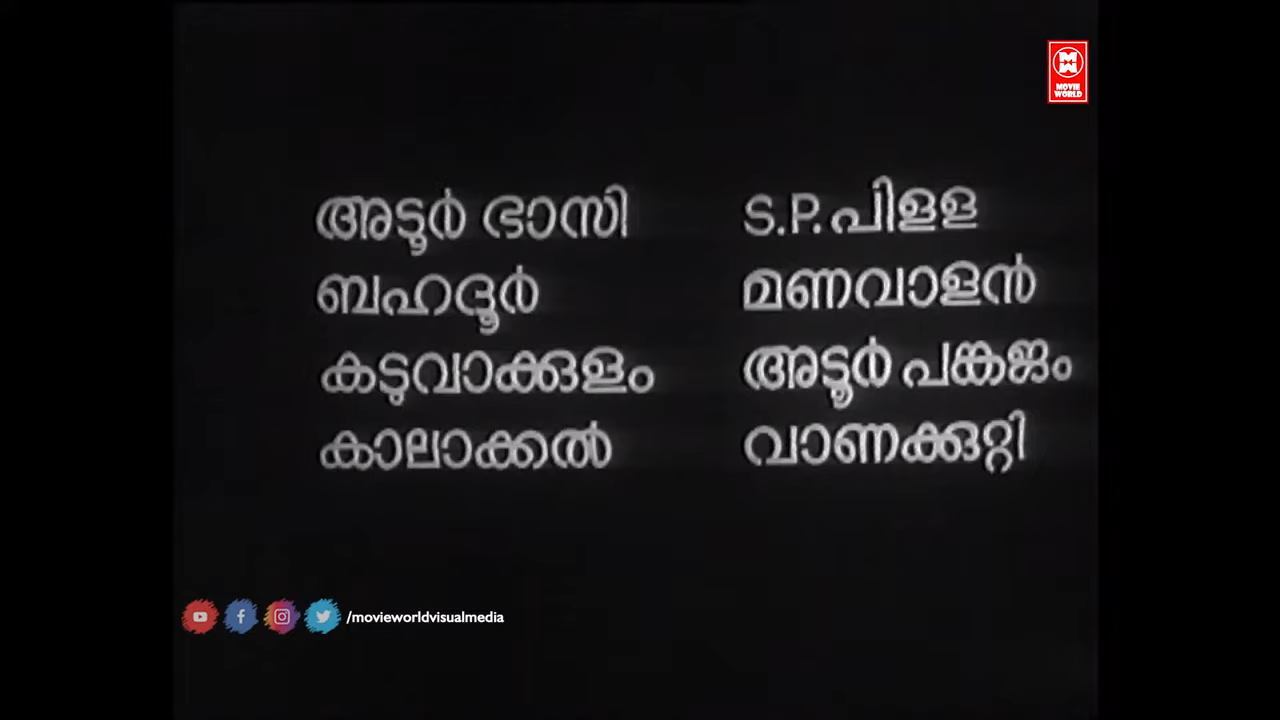 MOVIE
WORLD
അടൂർ ഭാസി
ബഹദൂർ
കടുവാക്കുളം
കാലാക്കൽ
S.P. പിള്ള
മണവാളൻ
അടൂർ പങ്കജം
വാണക്കുറ്റി
/movieworldvisualmedia